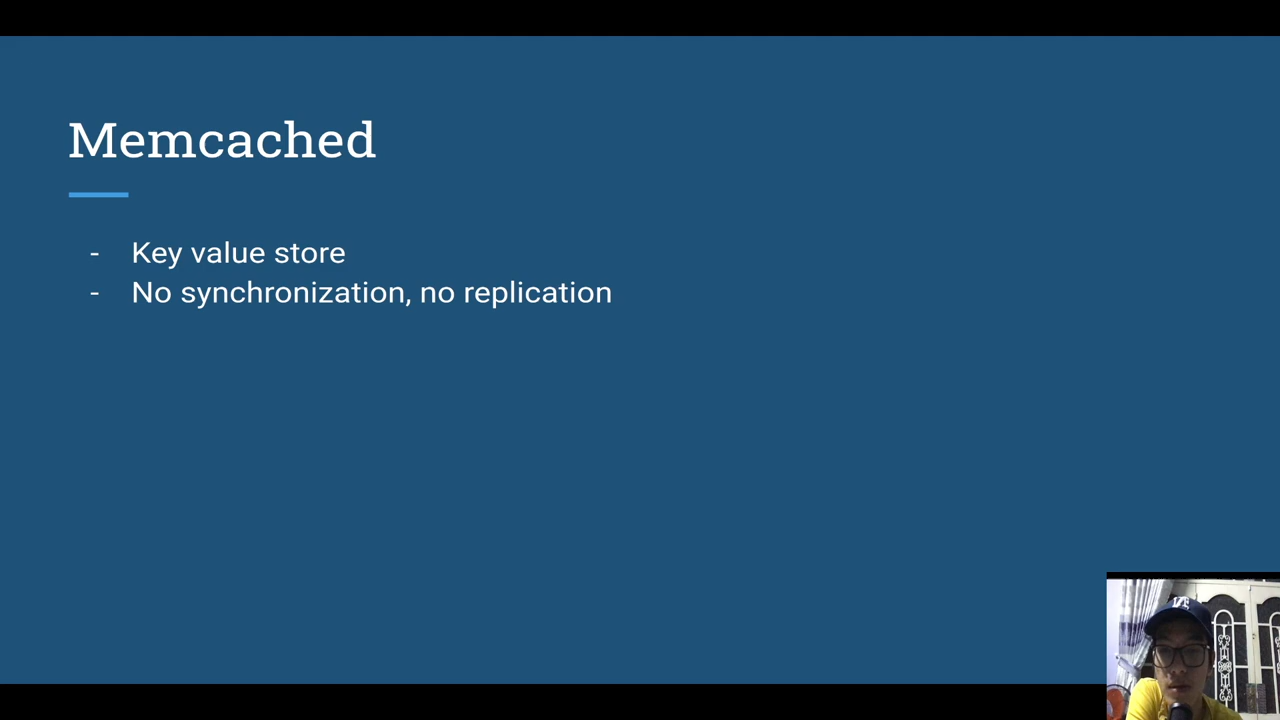 Memcached
- Key value store
- No synchronization, no replication